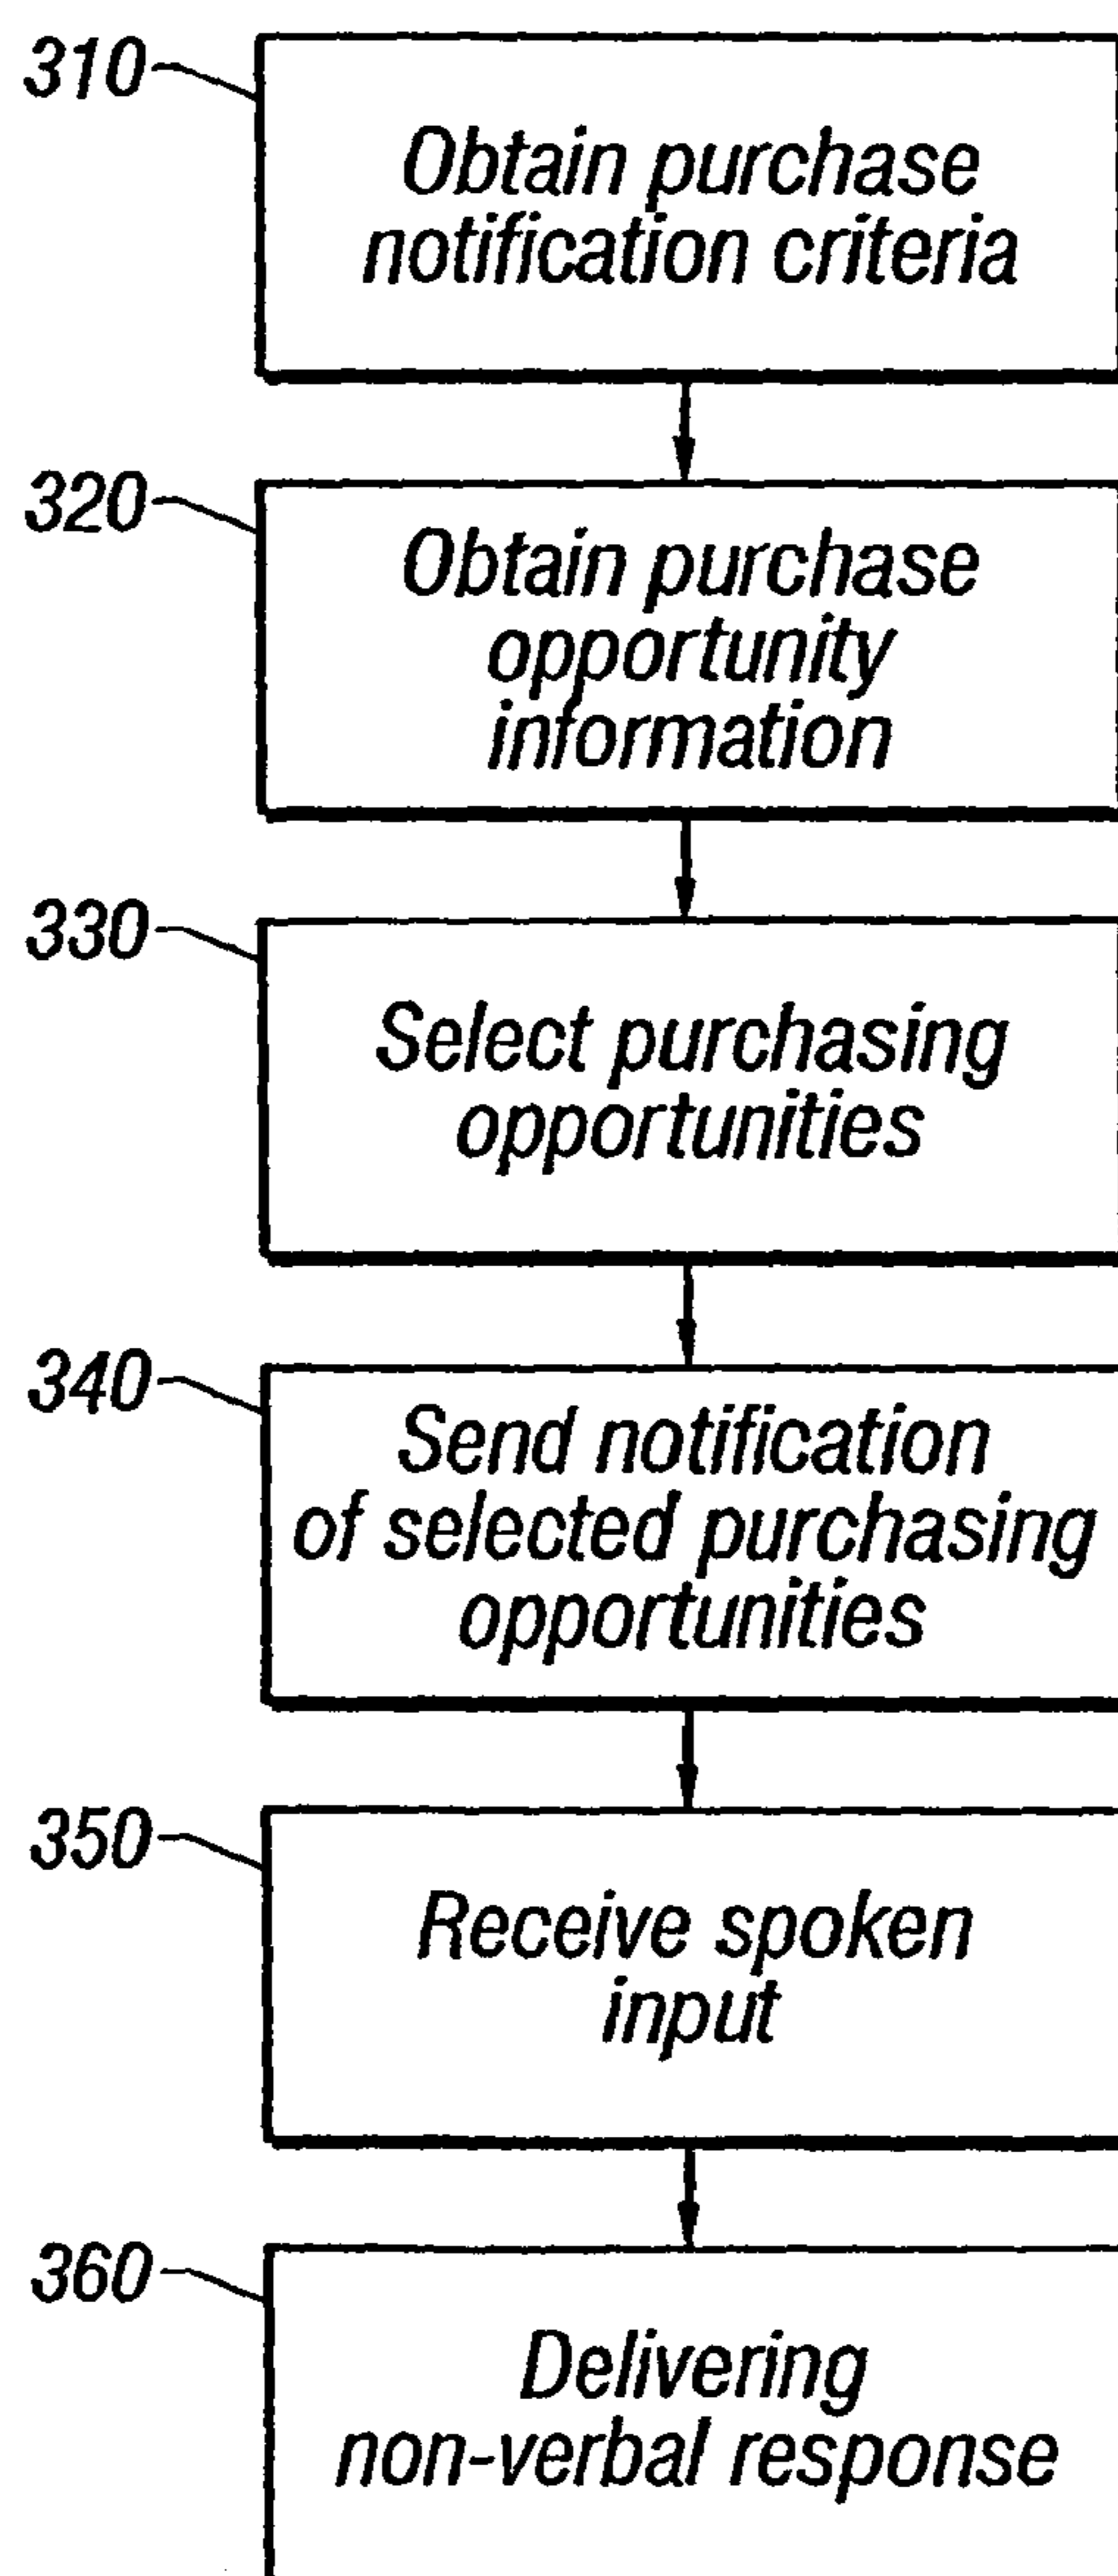 310
Obtain purchase
notification criteria
320
Obtain purchase
opportunity
information
330
Select purchasing
opportunities
340
Send notification
of selected purchasing
opportunities
350
Receive spoken
input
360
Delivering
non-verbal response